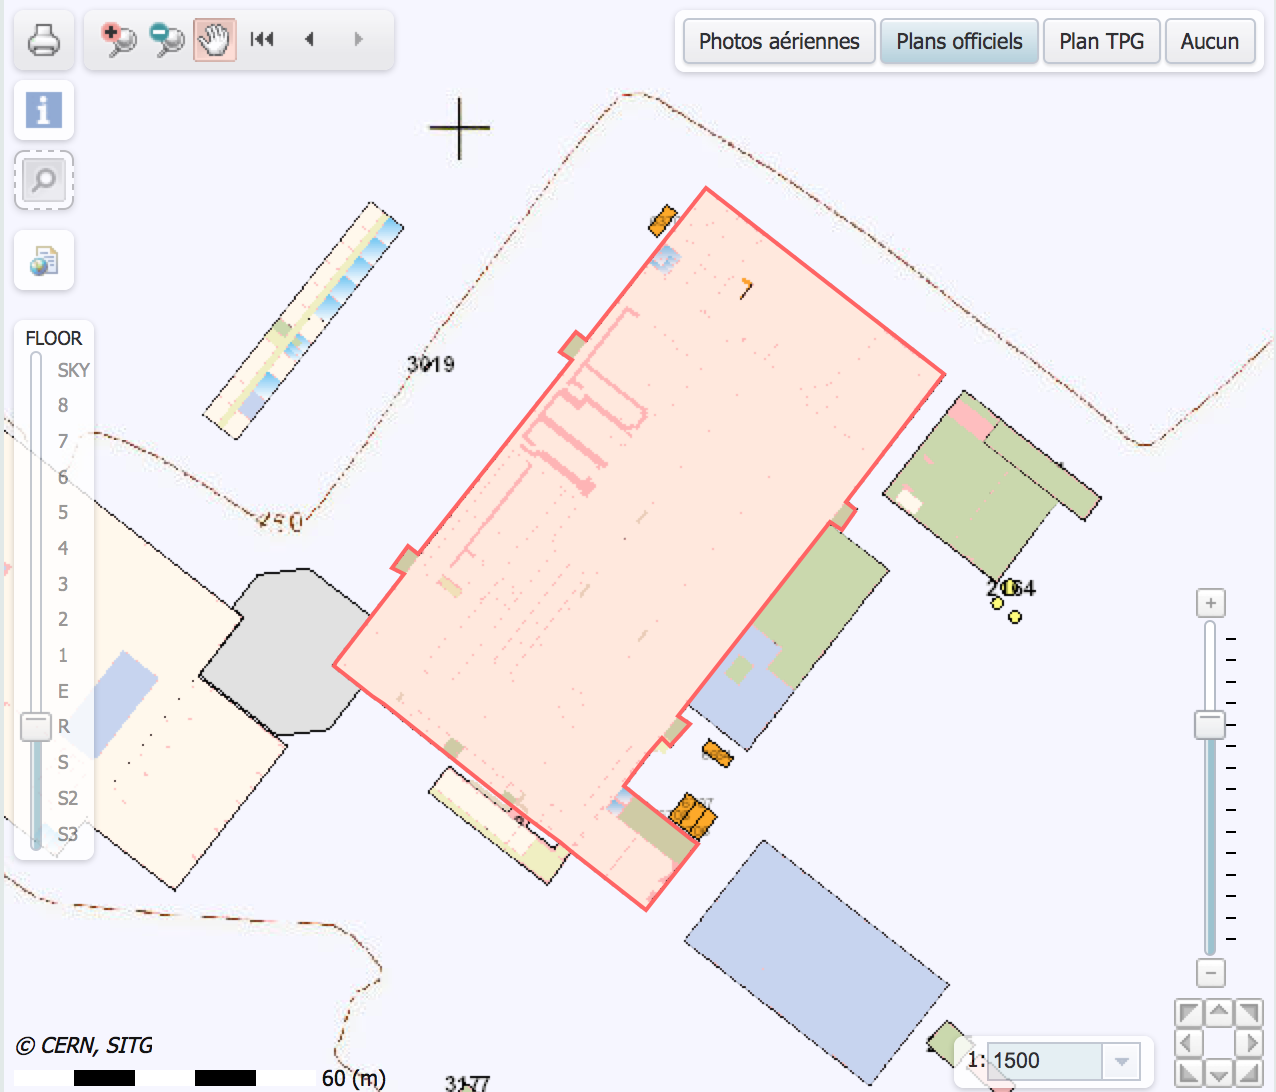 Photos aériennes
Plans officiels
Plan TPG
Aucun
FLOOR
SKY
8
7
6
5
4
3
2
1
E
R
S
S2
S3
3019
450
2164
3177
© CERN, SITG
60 (m)
1: 1500